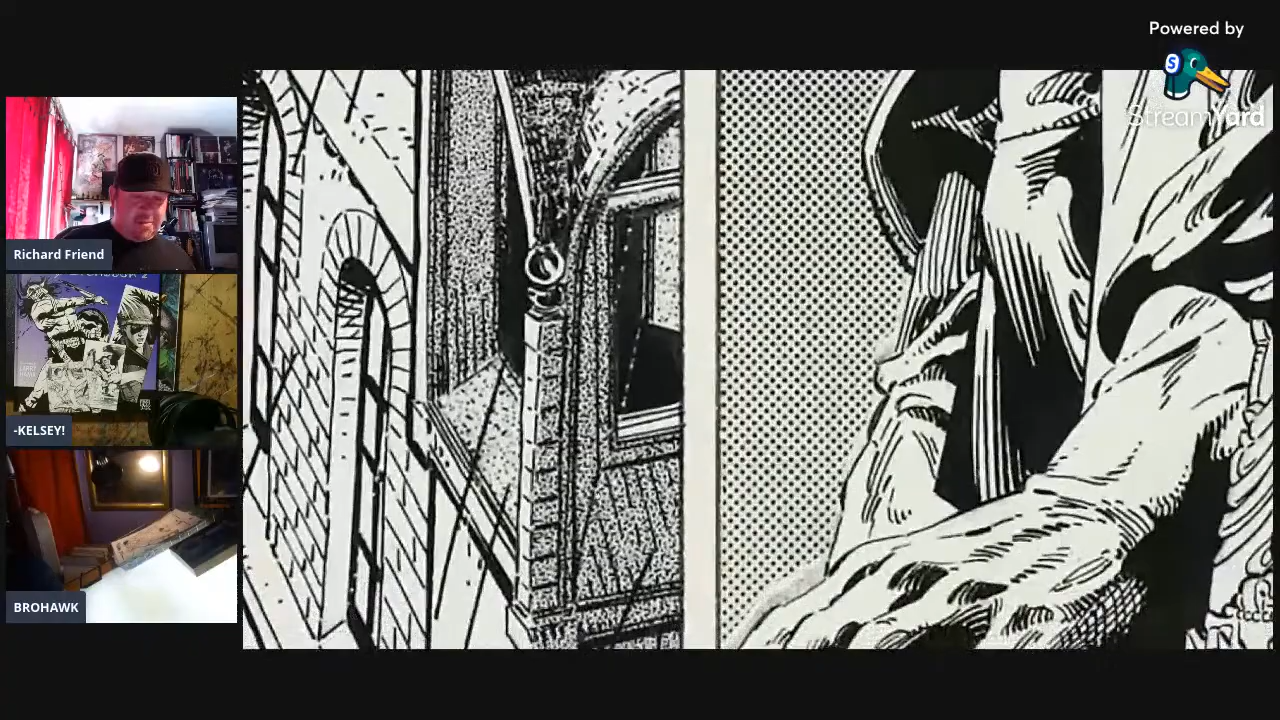 Powered by
S
StreamYard
Richard Friend
-KELSEY!
BROHAWK